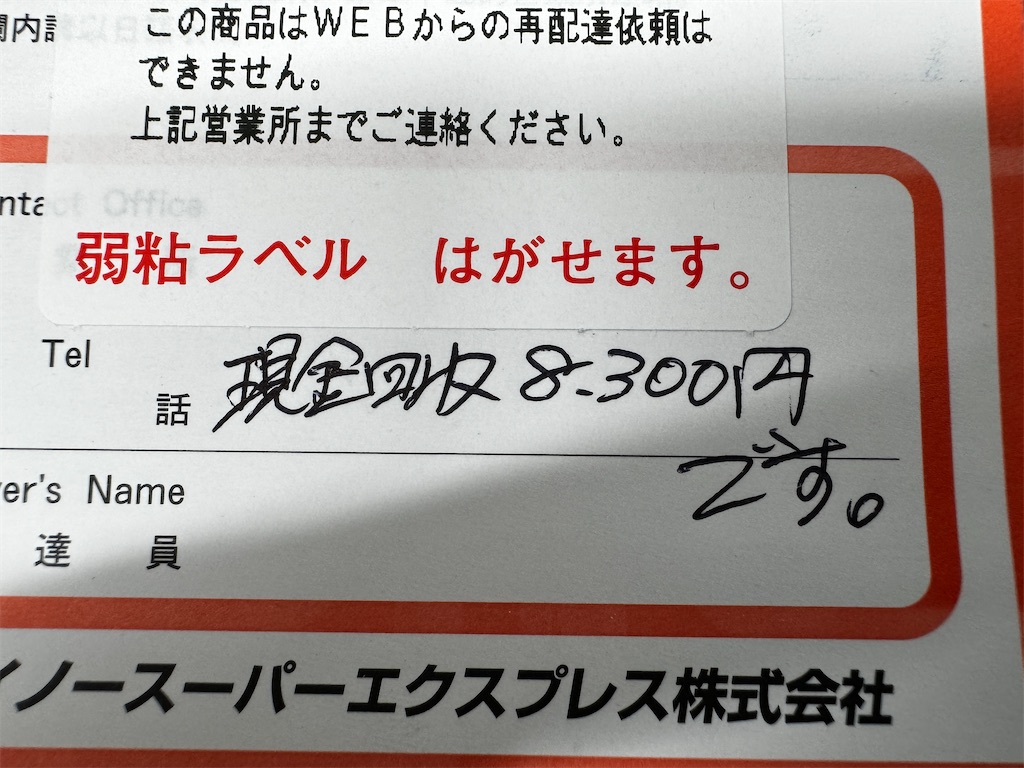 この商品はWEBからの再配達依頼は
できません。
上記営業所までご連絡ください。
Office
弱粘ラベル はがせます。
Tel
話
現金回収 8.300円
です。
er's Name
達 員
イノースーパーエクスプレス株式会社